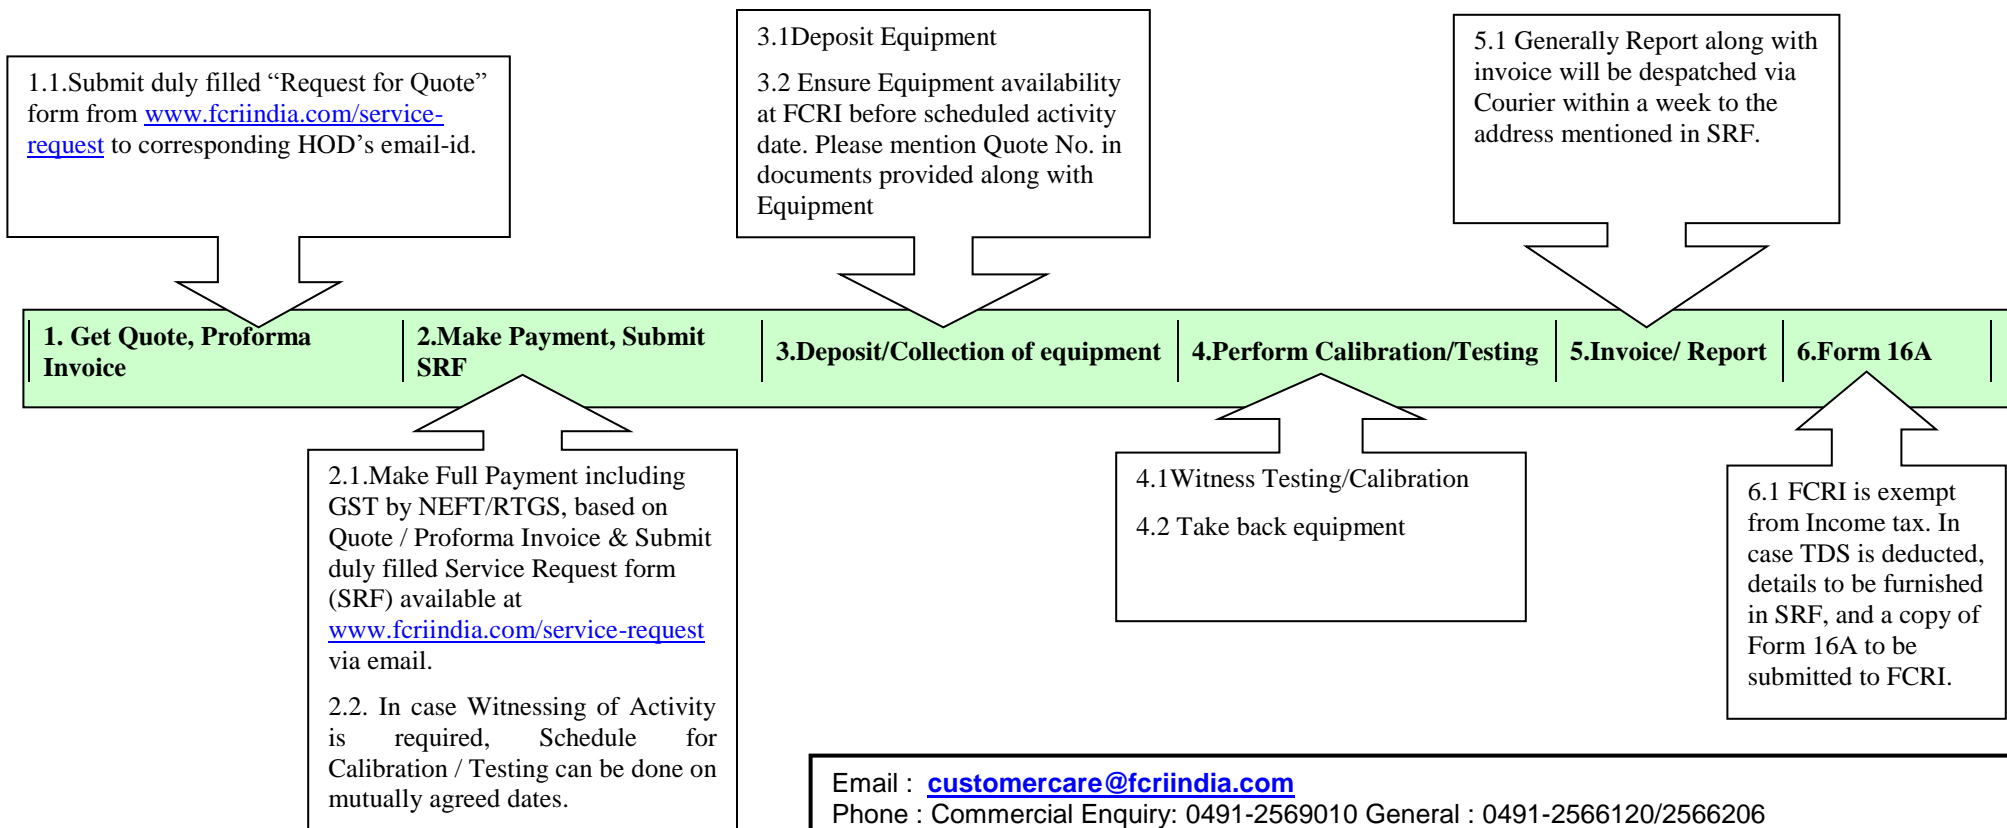 1.1.Submit duly filled “Request for Quote”
form from www.fcriindia.com/service-
request to corresponding HOD’s email-id.
3.1Deposit Equipment
3.2 Ensure Equipment availability
at FCRI before scheduled activity
date. Please mention Quote No. in
documents provided along with
Equipment
5.1 Generally Report along with
invoice will be despatched via
Courier within a week to the
address mentioned in SRF.
1. Get Quote, Proforma
Invoice
2.Make Payment, Submit
SRF
3.Deposit/Collection of equipment
4.Perform Calibration/Testing
5.Invoice/ Report
6.Form 16A
2.1.Make Full Payment including
GST by NEFT/RTGS, based on
Quote / Proforma Invoice & Submit
duly filled Service Request form
(SRF) available at
www.fcriindia.com/service-request
via email.
2.2. In case Witnessing of Activity
is required, Schedule for
Calibration / Testing can be done on
mutually agreed dates.
4.1Witness Testing/Calibration
4.2 Take back equipment
6.1 FCRI is exempt
from Income tax. In
case TDS is deducted,
details to be furnished
in SRF, and a copy of
Form 16A to be
submitted to FCRI.
Email : customercare@fcriindia.com
Phone : Commercial Enquiry: 0491-2569010 General : 0491-2566120/2566206